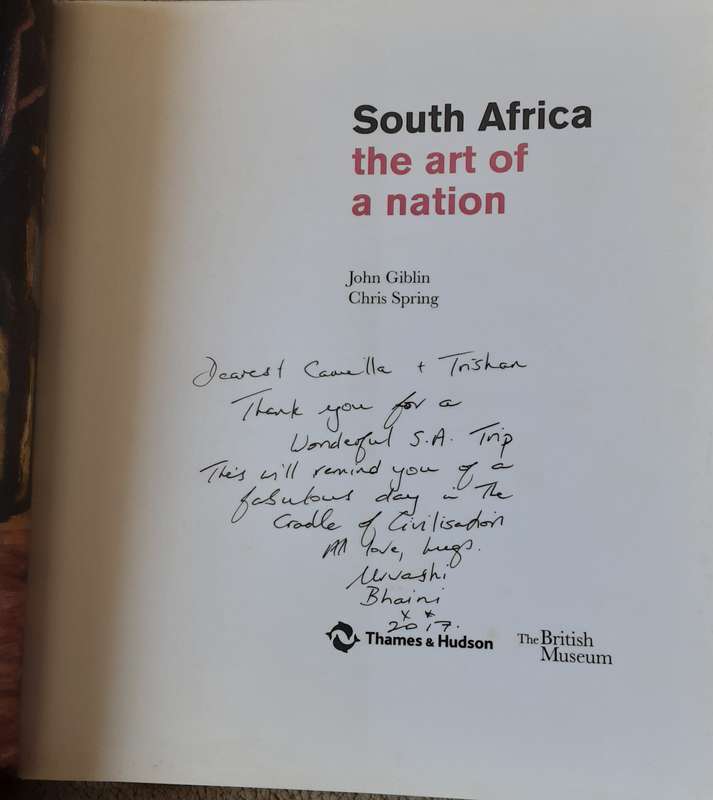 South Africa
the art of
a nation
John Giblin
Chris Spring
Dearest Camilla + Trishan
Thank you for a
Wonderful S.A. Trip
This will remind you of a
fabulous day in The
Cradle of Civilisation
All love, hugs.
Urvashi
Bhaini
x x
2017.
Thames & Hudson
The British
Museum